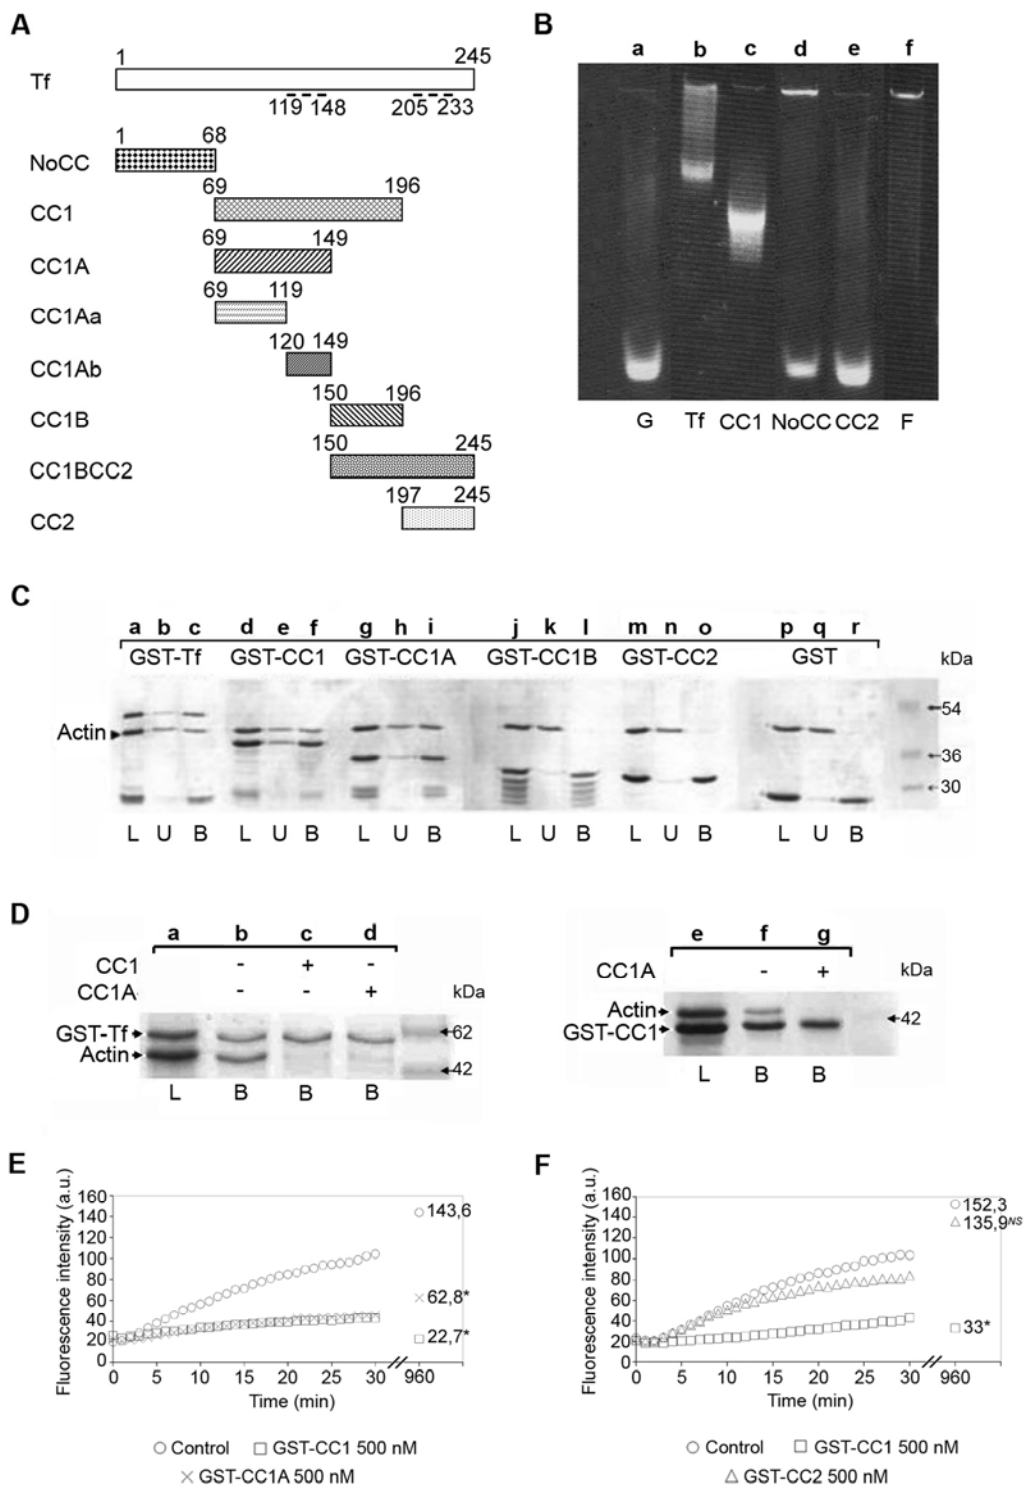 A
1 245
Tf
119 148 205 233
1 68
NoCC
69 196
CC1
69 149
CC1A
69 119
CC1Aa
120 149
CC1Ab
150 196
CC1B
150 245
CC1BCC2
197 245
CC2
B
a b c d e f
G Tf CC1 NoCC CC2 F
C
a b c d e f g h i j k l m n o p q r
GST-Tf GST-CC1 GST-CC1A GST-CC1B GST-CC2 GST kDa
54
Actin
36
30
L U B L U B L U B L U B L U B L U B
D
a b c d
CC1 - + -
CC1A - - + kDa
GST-Tf 62
Actin
42
L B B B
e f g
CC1A - + kDa
Actin
42
GST-CC1
L B B
E
Fluorescence intensity (a.u.)
160
140
120
100
80
60
40
20
0
143,6
62,8*
22,7*
0 5 10 15 20 25 30 960
Time (min)
Control GST-CC1 500 nM
GST-CC1A 500 nM
F
Fluorescence intensity (a.u.)
160
140
120
100
80
60
40
20
0
152,3
135,9NS
33*
0 5 10 15 20 25 30 960
Time (min)
Control GST-CC1 500 nM
GST-CC2 500 nM